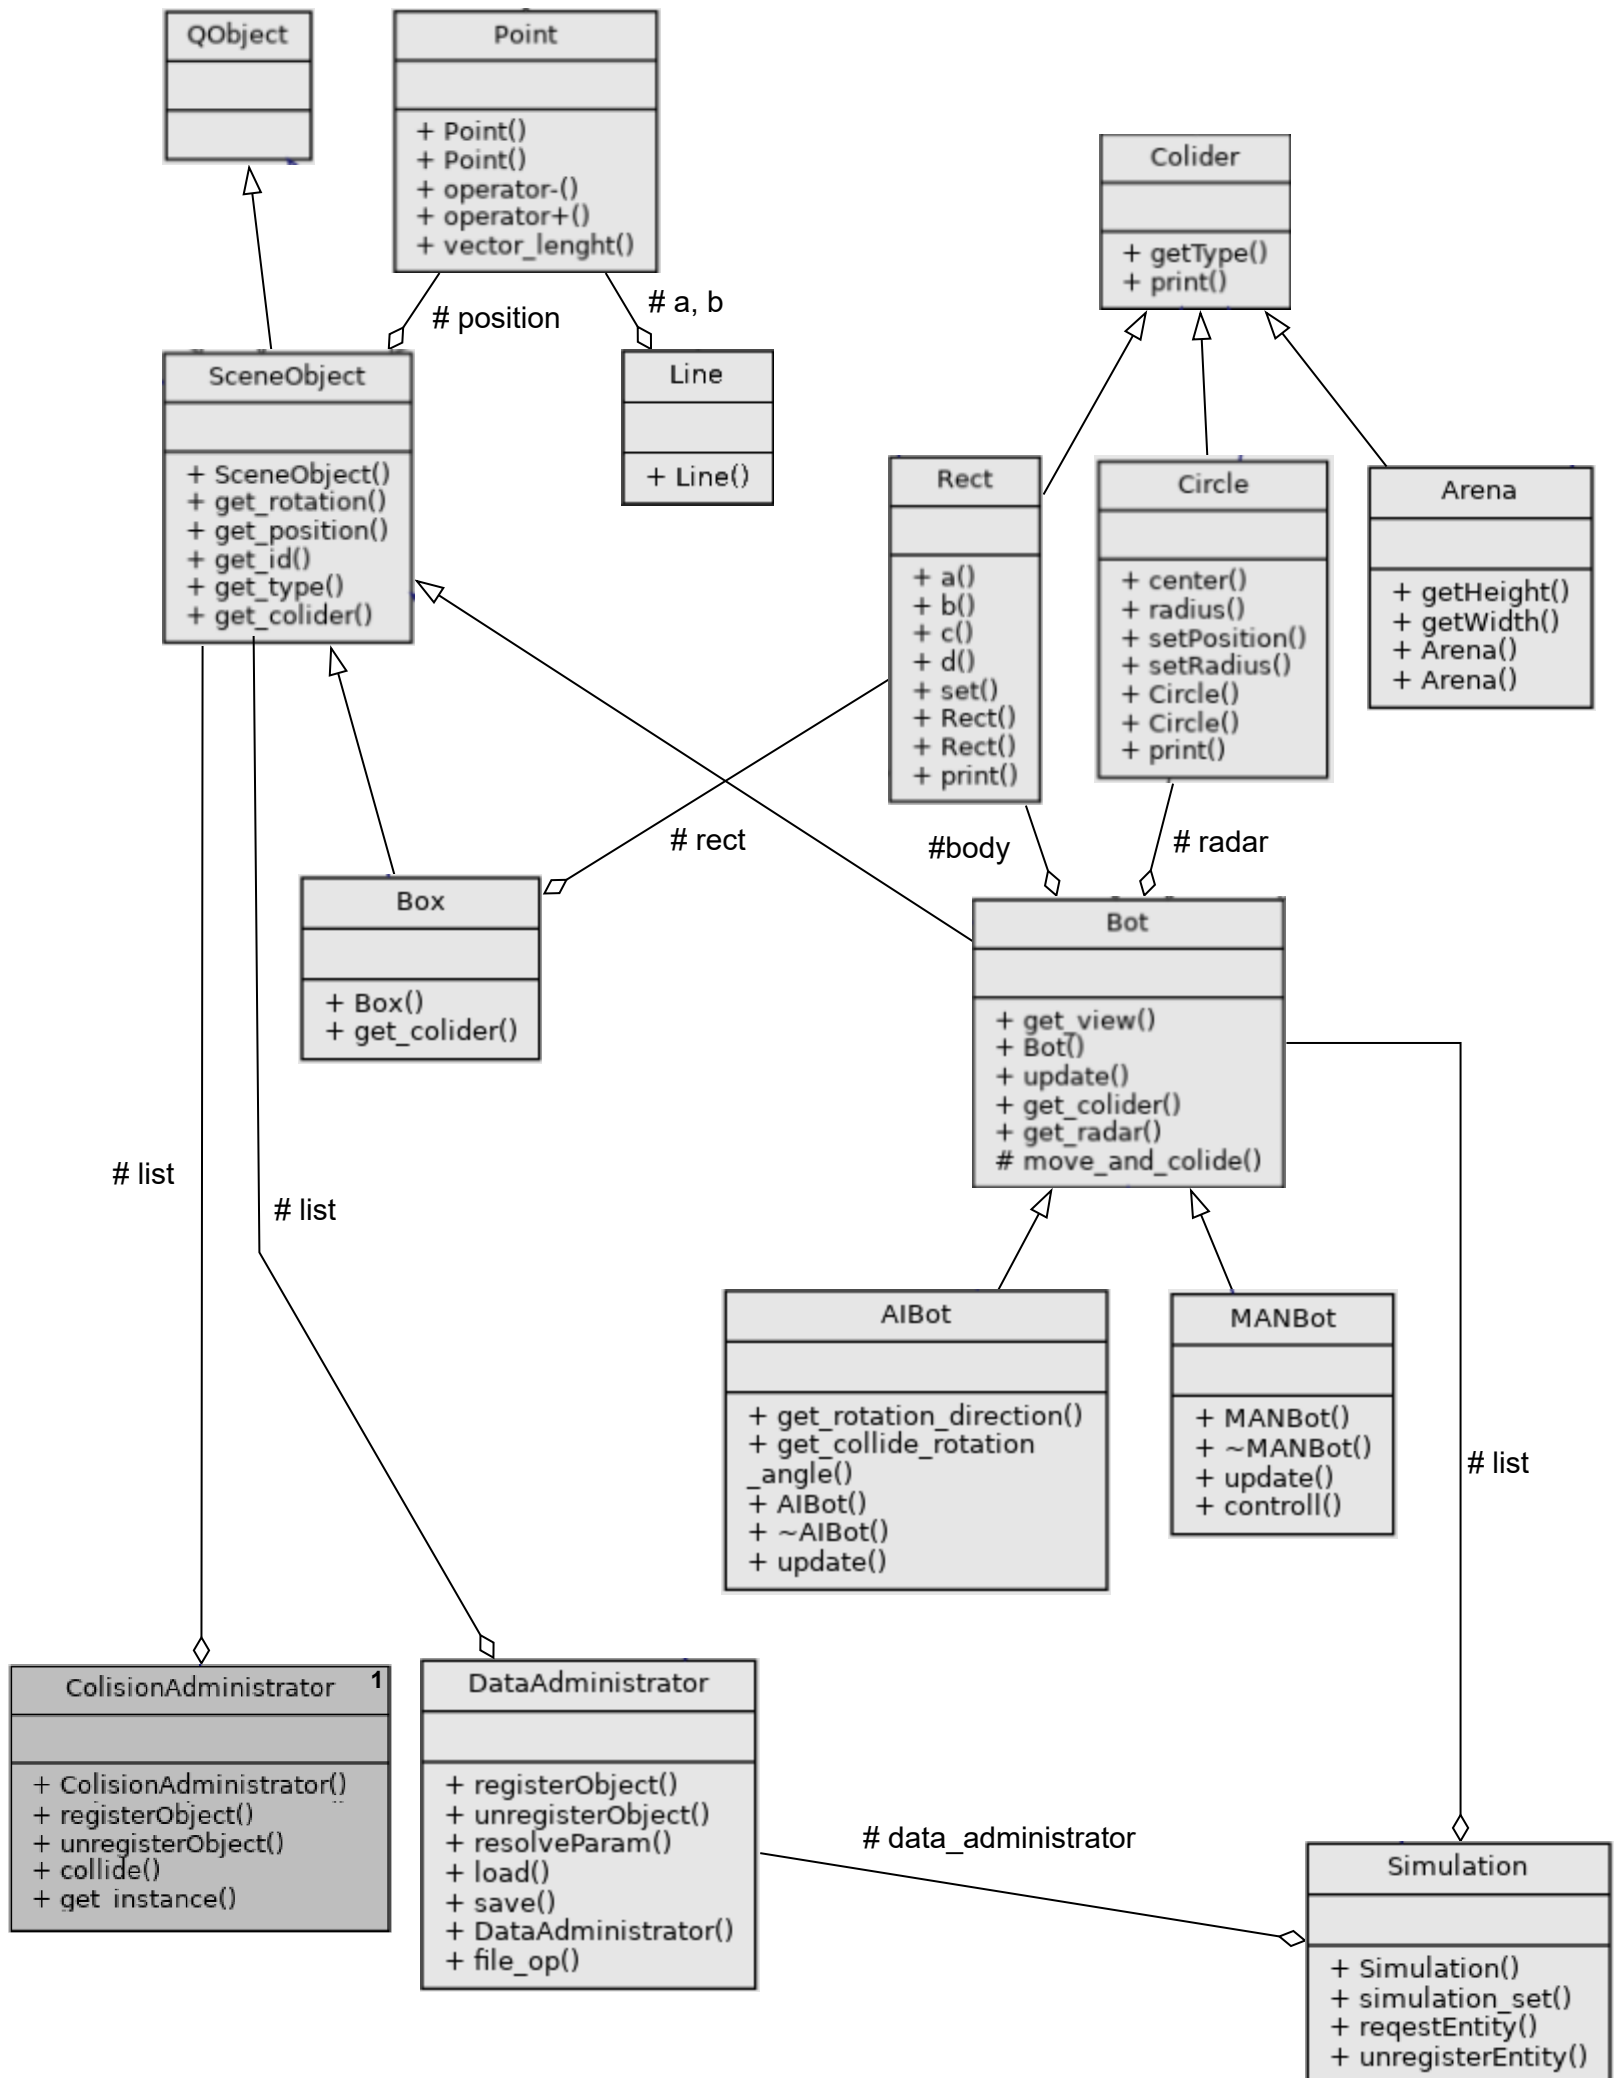 QObject
Point
+ Point()
+ Point()
+ operator-()
+ operator+()
+ vector_lenght()
Colider
+ getType()
+ print()
# position
# a, b
SceneObject
+ SceneObject()
+ get_rotation()
+ get_position()
+ get_id()
+ get_type()
+ get_colider()
Line
+ Line()
Rect
+ a()
+ b()
+ c()
+ d()
+ set()
+ Rect()
+ Rect()
+ print()
Circle
+ center()
+ radius()
+ setPosition()
+ setRadius()
+ Circle()
+ Circle()
+ print()
Arena
+ getHeight()
+ getWidth()
+ Arena()
+ Arena()
# rect
#body
# radar
Box
+ Box()
+ get_colider()
Bot
+ get_view()
+ Bot()
+ update()
+ get_colider()
+ get_radar()
# move_and_colide()
# list
# list
AIBot
+ get_rotation_direction()
+ get_collide_rotation
_angle()
+ AIBot()
+ ~AIBot()
+ update()
MANBot
+ MANBot()
+ ~MANBot()
+ update()
+ controll()
# list
ColisionAdministrator 1
+ ColisionAdministrator()
+ registerObject()
+ unregisterObject()
+ collide()
+ get_instance()
DataAdministrator
+ registerObject()
+ unregisterObject()
+ resolveParam()
+ load()
+ save()
+ DataAdministrator()
+ file_op()
# data_administrator
Simulation
+ Simulation()
+ simulation_set()
+ reqestEntity()
+ unregisterEntity()